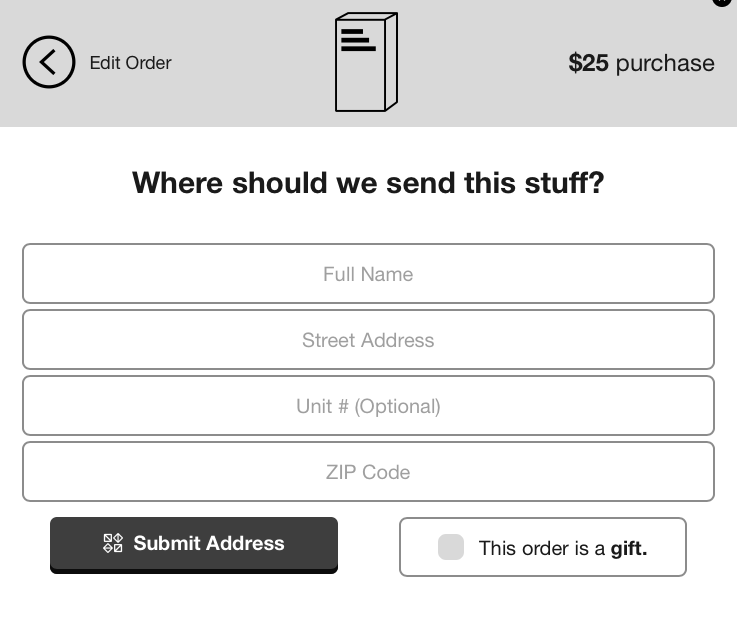 Edit Order
$25 purchase
Where should we send this stuff?
Full Name
Street Address
Unit # (Optional)
ZIP Code
Submit Address
This order is a gift.